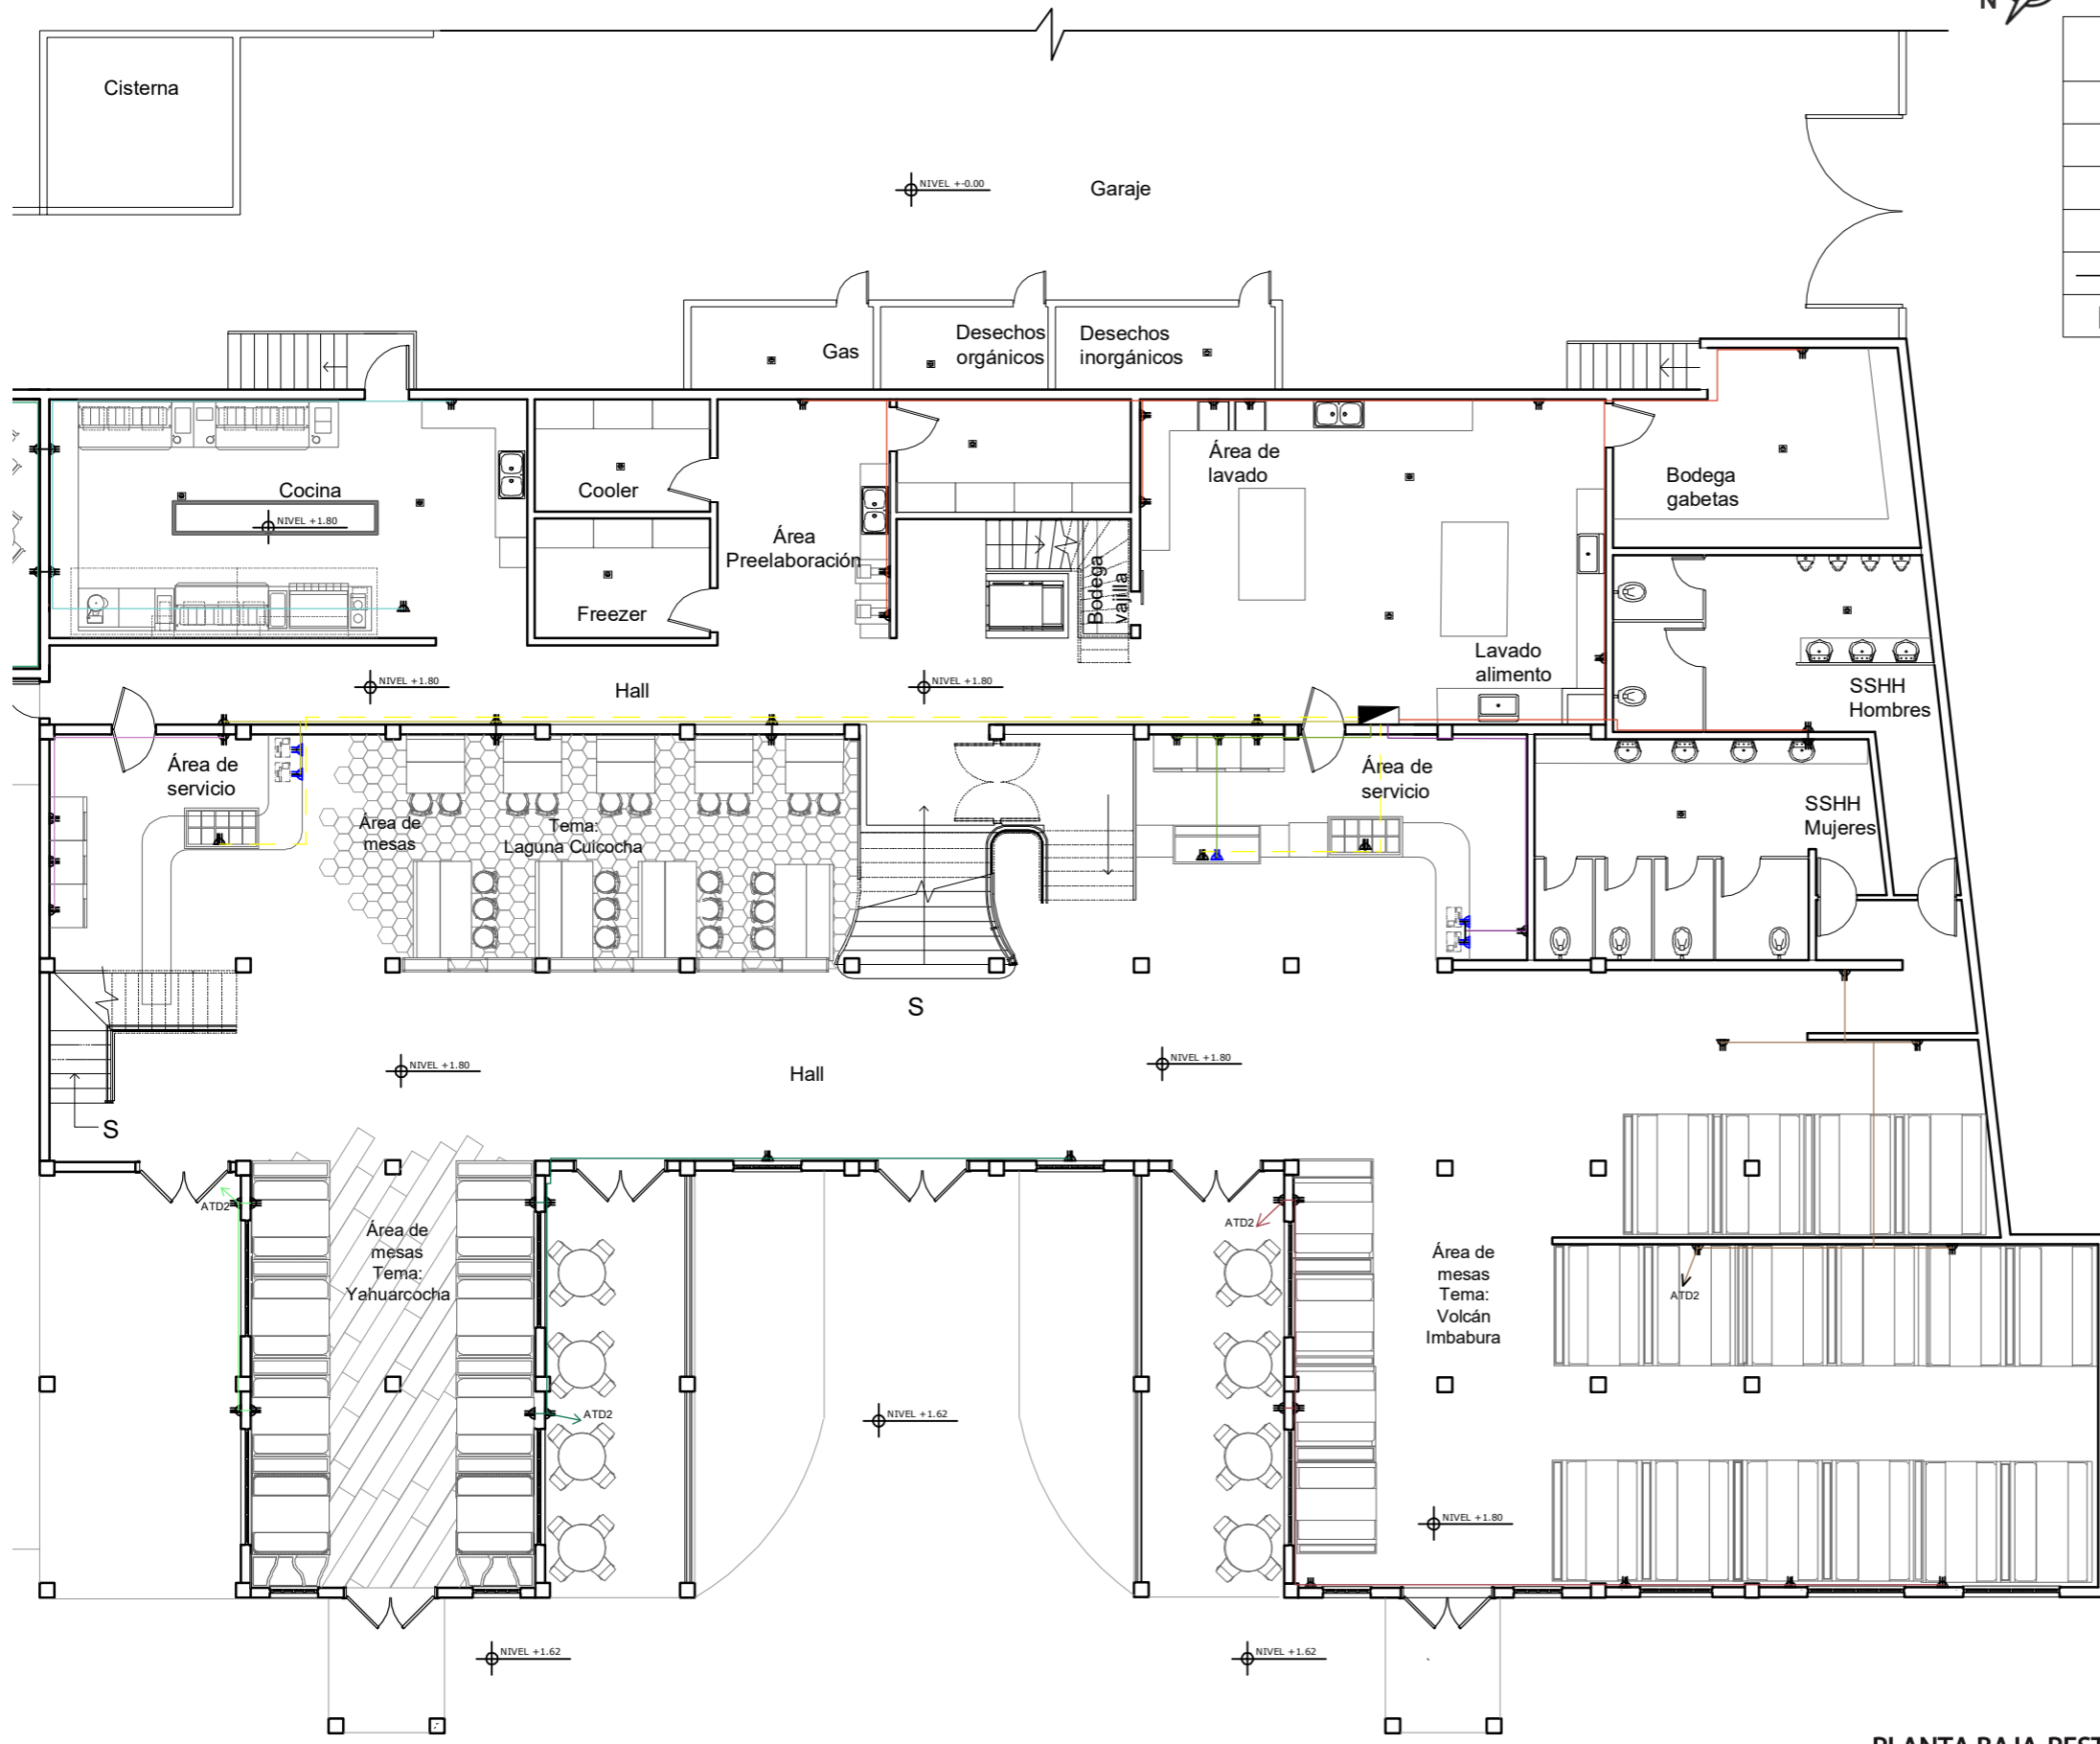 N
Cisterna
NIVEL +-0.00
Garaje
Gas
Desechos
orgánicos
Desechos
inorgánicos
Cocina
NIVEL +1.80
Cooler
Freezer
Área
Preelaboración
Bodega
vajilla
Área de
lavado
Lavado
alimento
Bodega
gabetas
SSHH
Hombres
NIVEL +1.80
Hall
NIVEL +1.80
Área de
servicio
Área de
mesas
Tema:
Laguna Cuicocha
Área de
servicio
SSHH
Mujeres
S
NIVEL +1.80
Hall
NIVEL +1.80
S
ATD2
Área de
mesas
Tema:
Yahuarcocha
ATD2
ATD2
Área de
mesas
Tema:
Volcán
Imbabura
ATD2
NIVEL +1.62
NIVEL +1.80
NIVEL +1.62
NIVEL +1.62
PLANTA BAJA REST